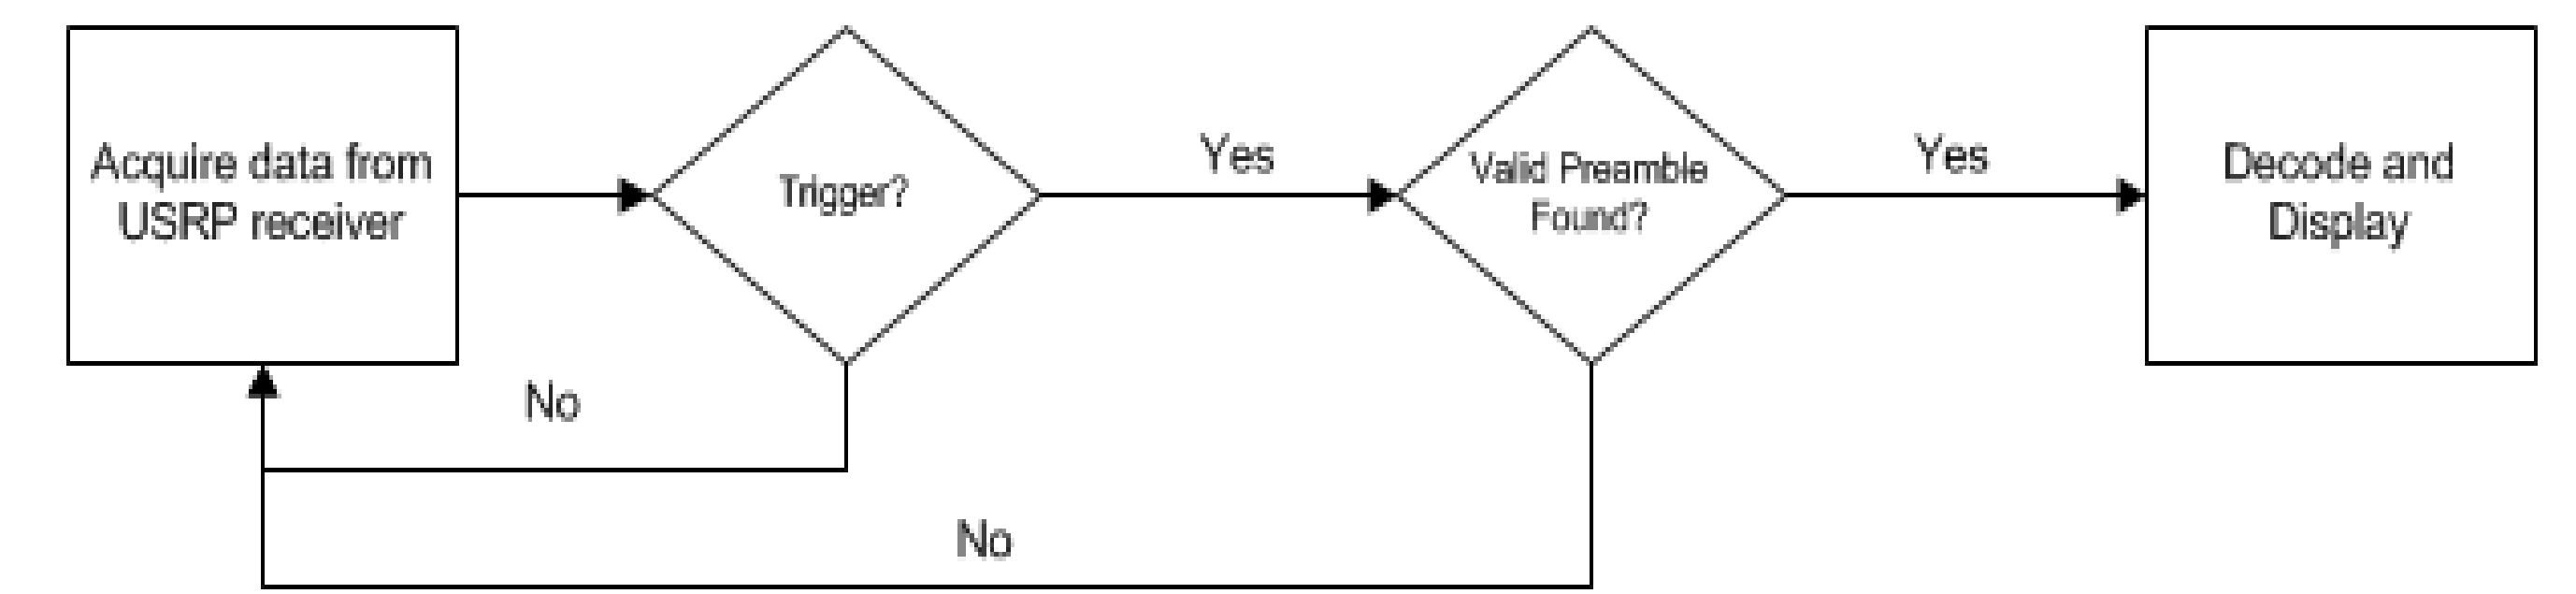 Acquire data from
USRP receiver
Trigger?
Yes
Valid Preamble
Found?
Yes
Decode and
Display
No
No